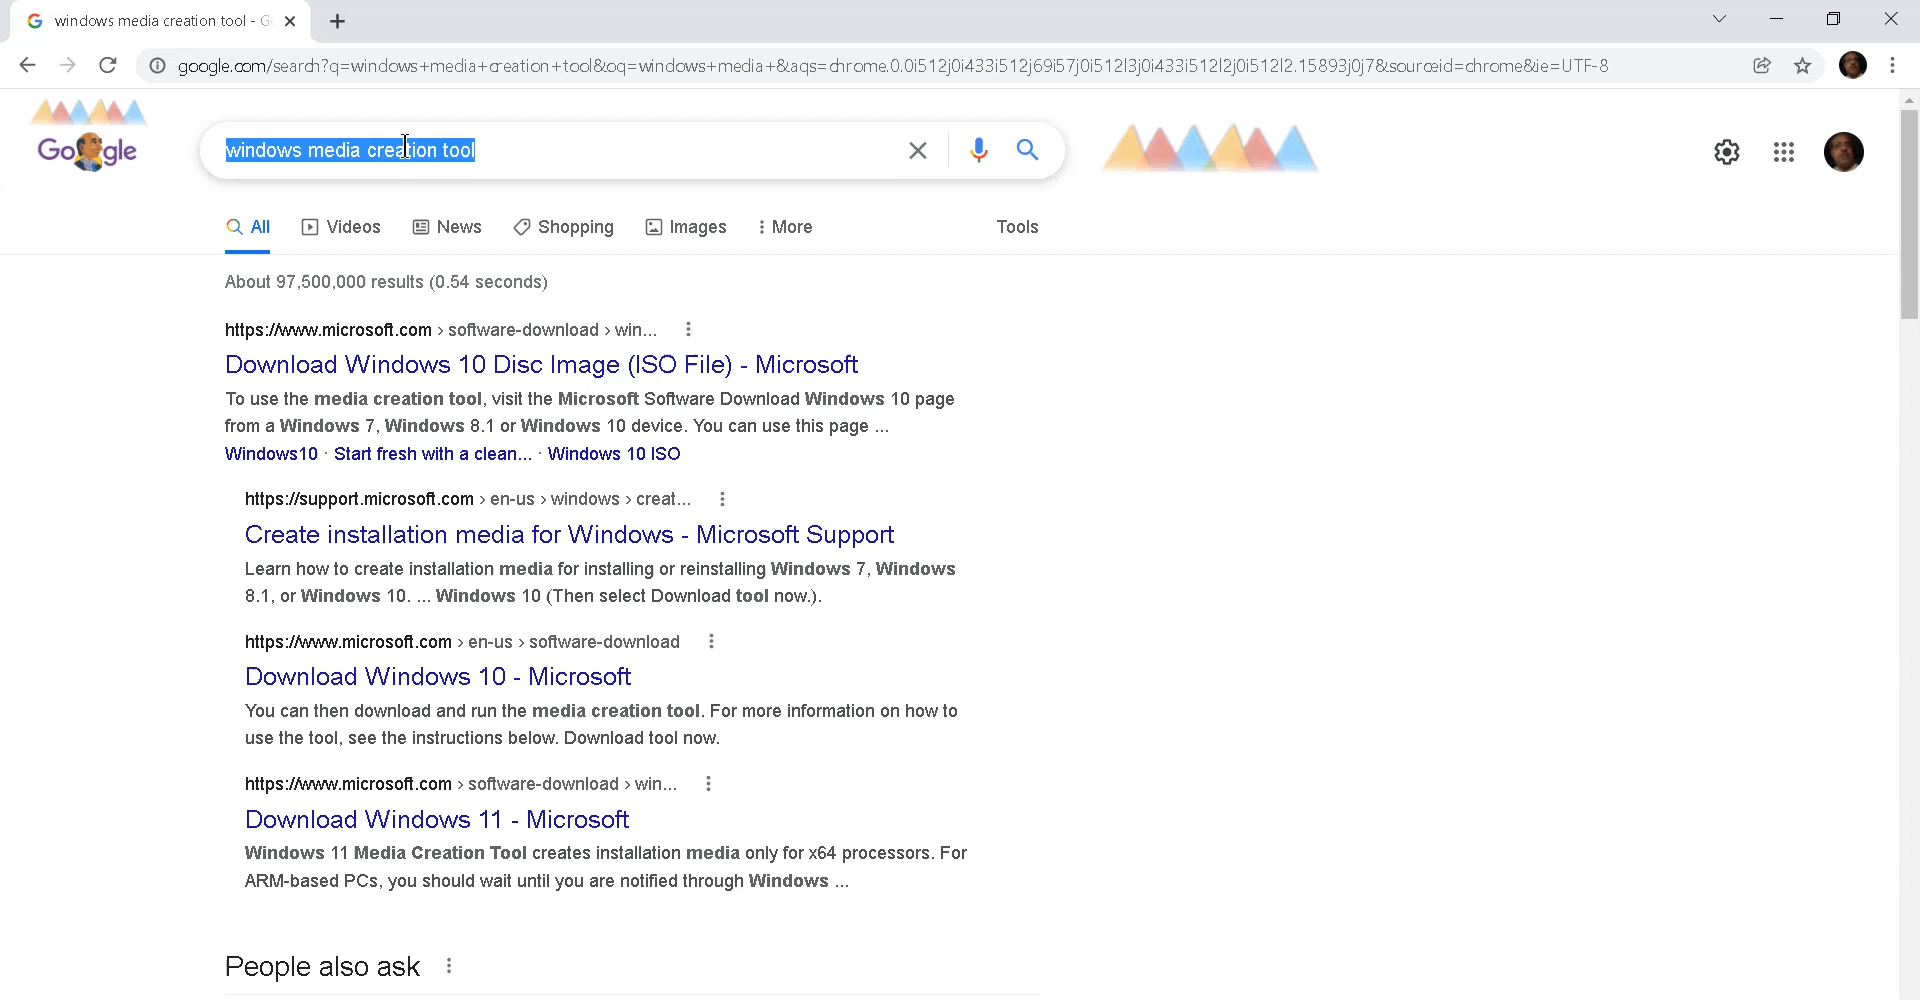 windows media creation tool - G
google.com/search?q=windows+media+creation+tool&oq=windows+media+&aqs=chrome.0.0i512j0i433i512j69i57j0i512l3j0i433i512l2j0i512l2.15893j0j7&sourceid=chrome&ie=UTF-8
Google
windows media creation tool
All Videos News Shopping Images More Tools
About 97,500,000 results (0.54 seconds)
https://www.microsoft.com › software-download › win...
Download Windows 10 Disc Image (ISO File) - Microsoft
To use the media creation tool, visit the Microsoft Software Download Windows 10 page
from a Windows 7, Windows 8.1 or Windows 10 device. You can use this page ...
Windows10 · Start fresh with a clean... · Windows 10 ISO
https://support.microsoft.com › en-us › windows › creat...
Create installation media for Windows - Microsoft Support
Learn how to create installation media for installing or reinstalling Windows 7, Windows
8.1, or Windows 10. ... Windows 10 (Then select Download tool now.).
https://www.microsoft.com › en-us › software-download
Download Windows 10 - Microsoft
You can then download and run the media creation tool. For more information on how to
use the tool, see the instructions below. Download tool now.
https://www.microsoft.com › software-download › win...
Download Windows 11 - Microsoft
Windows 11 Media Creation Tool creates installation media only for x64 processors. For
ARM-based PCs, you should wait until you are notified through Windows ...
People also ask